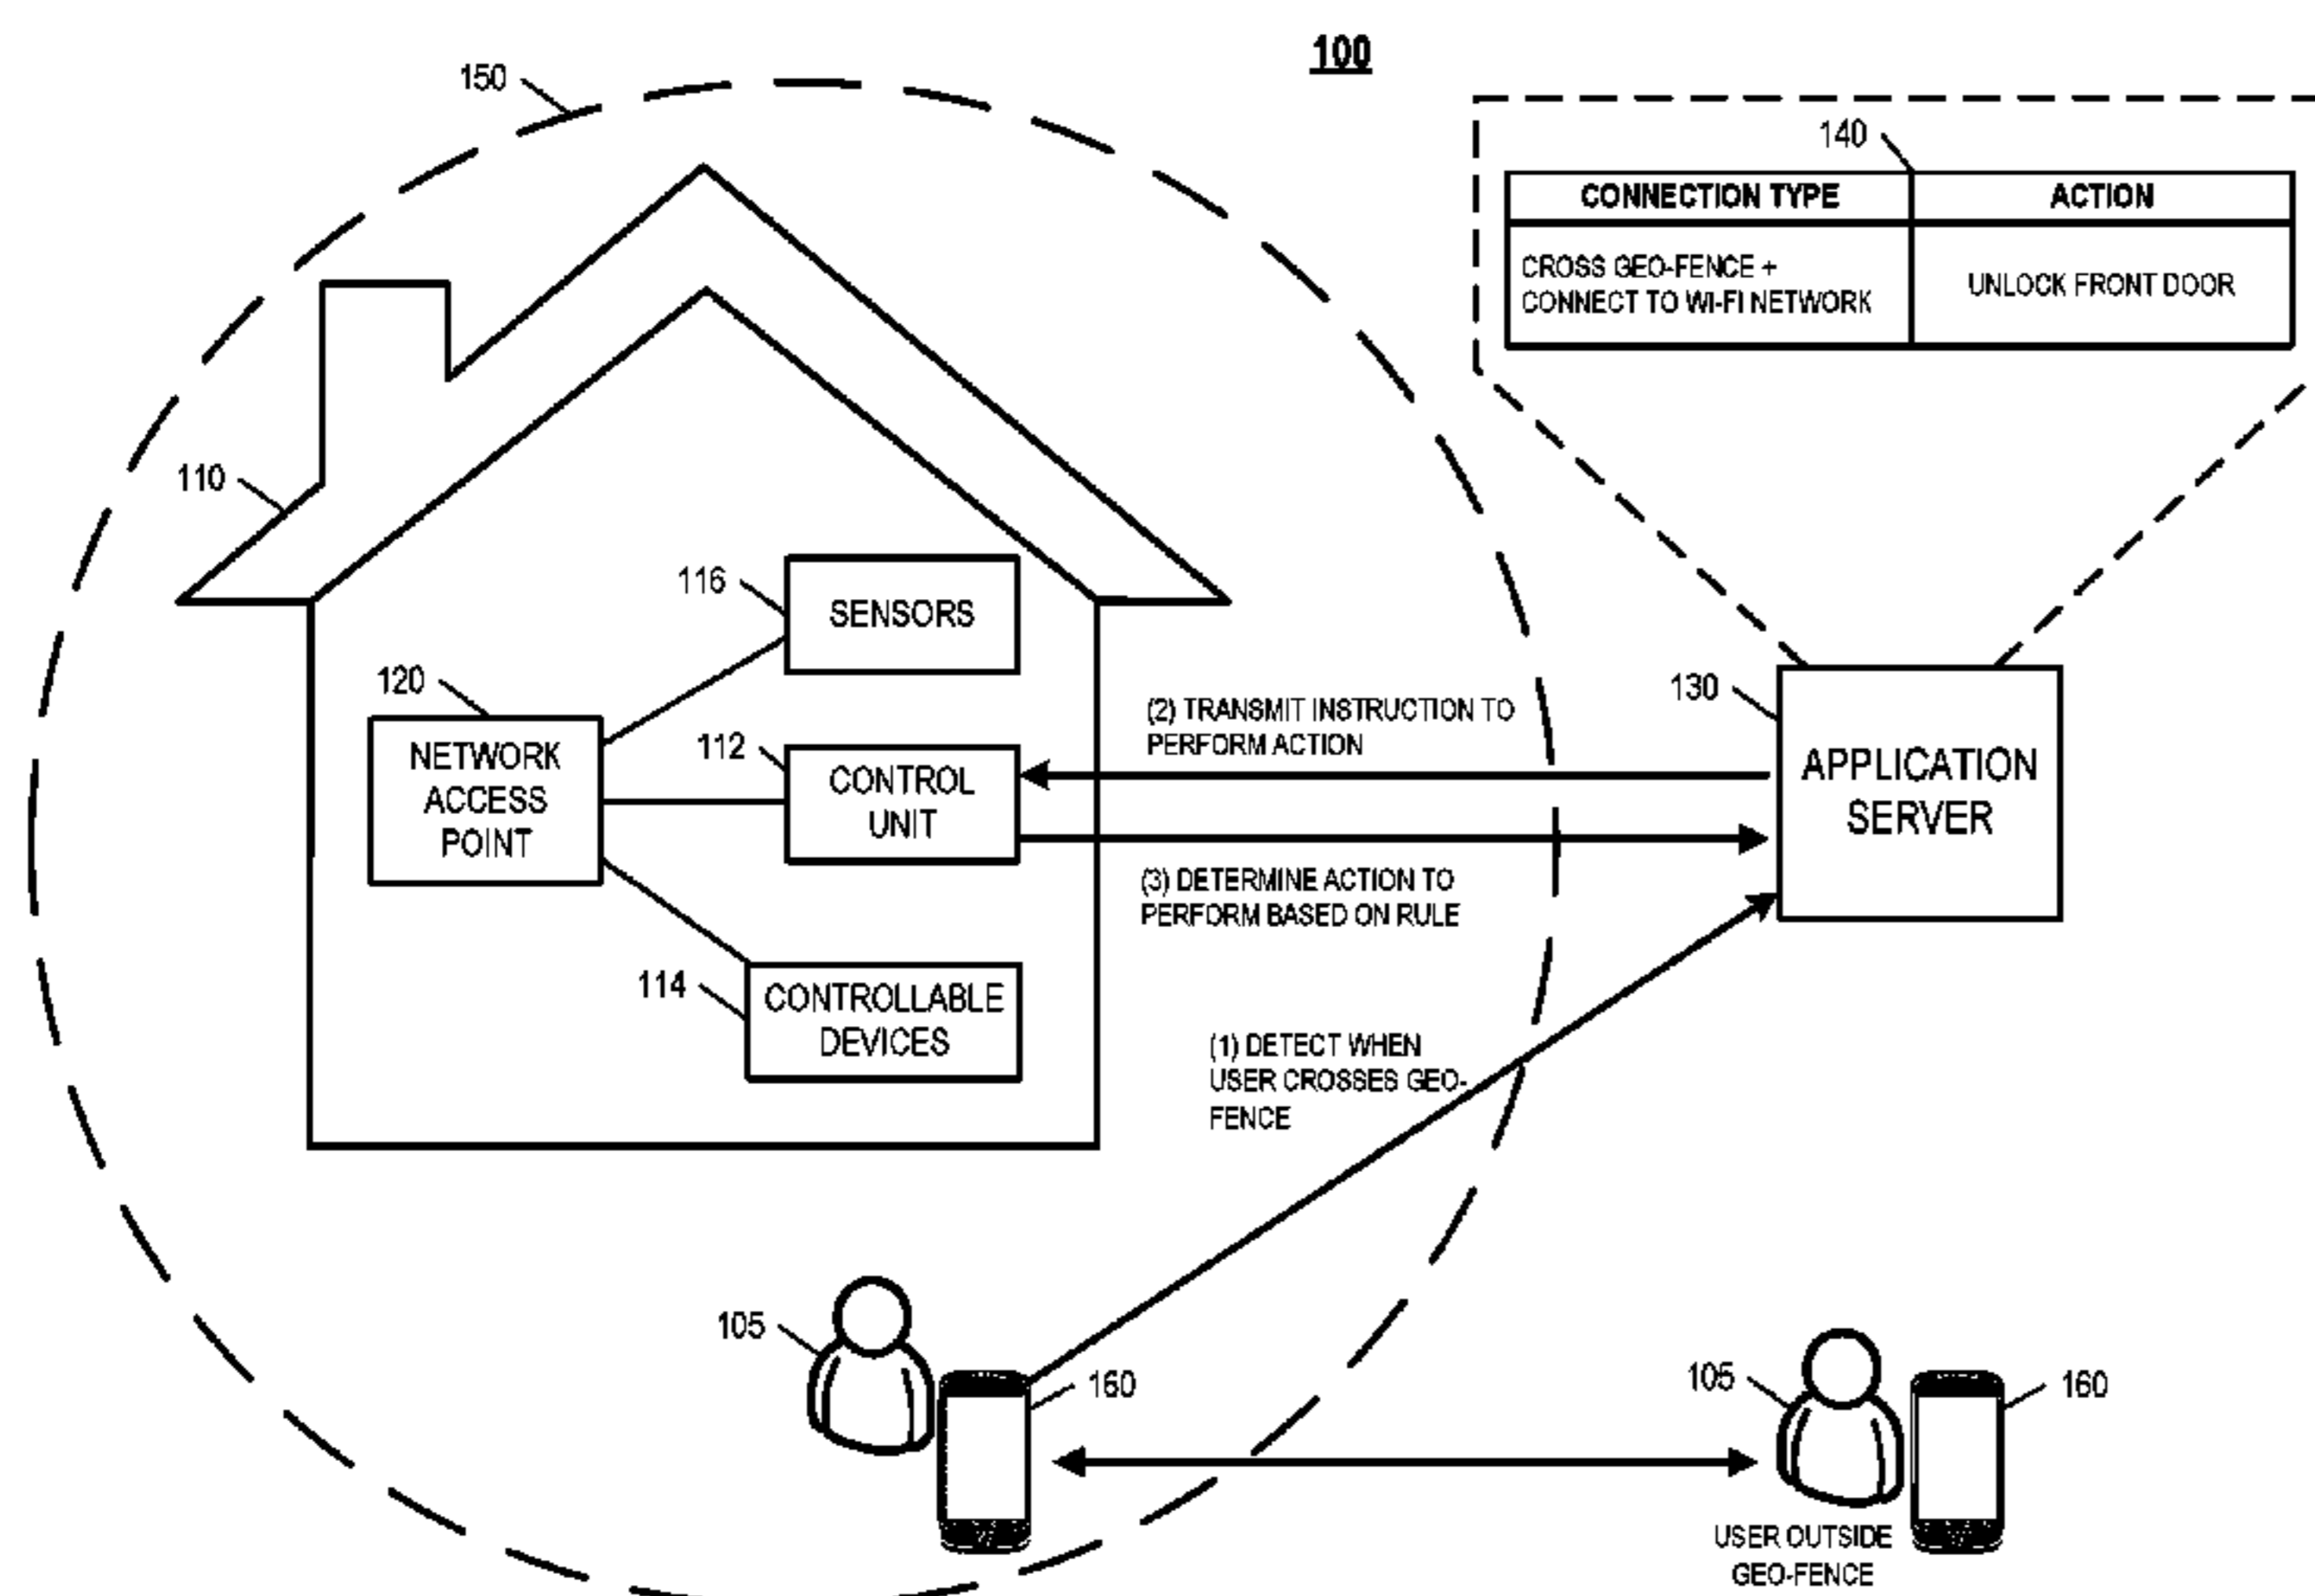 100
150
140
CONNECTION TYPE
ACTION
CROSS GEO-FENCE +
CONNECT TO WI-FI NETWORK
UNLOCK FRONT DOOR
110
116
SENSORS
120
NETWORK
ACCESS
POINT
112
CONTROL
UNIT
(2) TRANSMIT INSTRUCTION TO
PERFORM ACTION
130
APPLICATION
SERVER
(3) DETERMINE ACTION TO
PERFORM BASED ON RULE
114
CONTROLLABLE
DEVICES
(1) DETECT WHEN
USER CROSSES GEO-
FENCE
105
160
105
160
USER OUTSIDE
GEO-FENCE